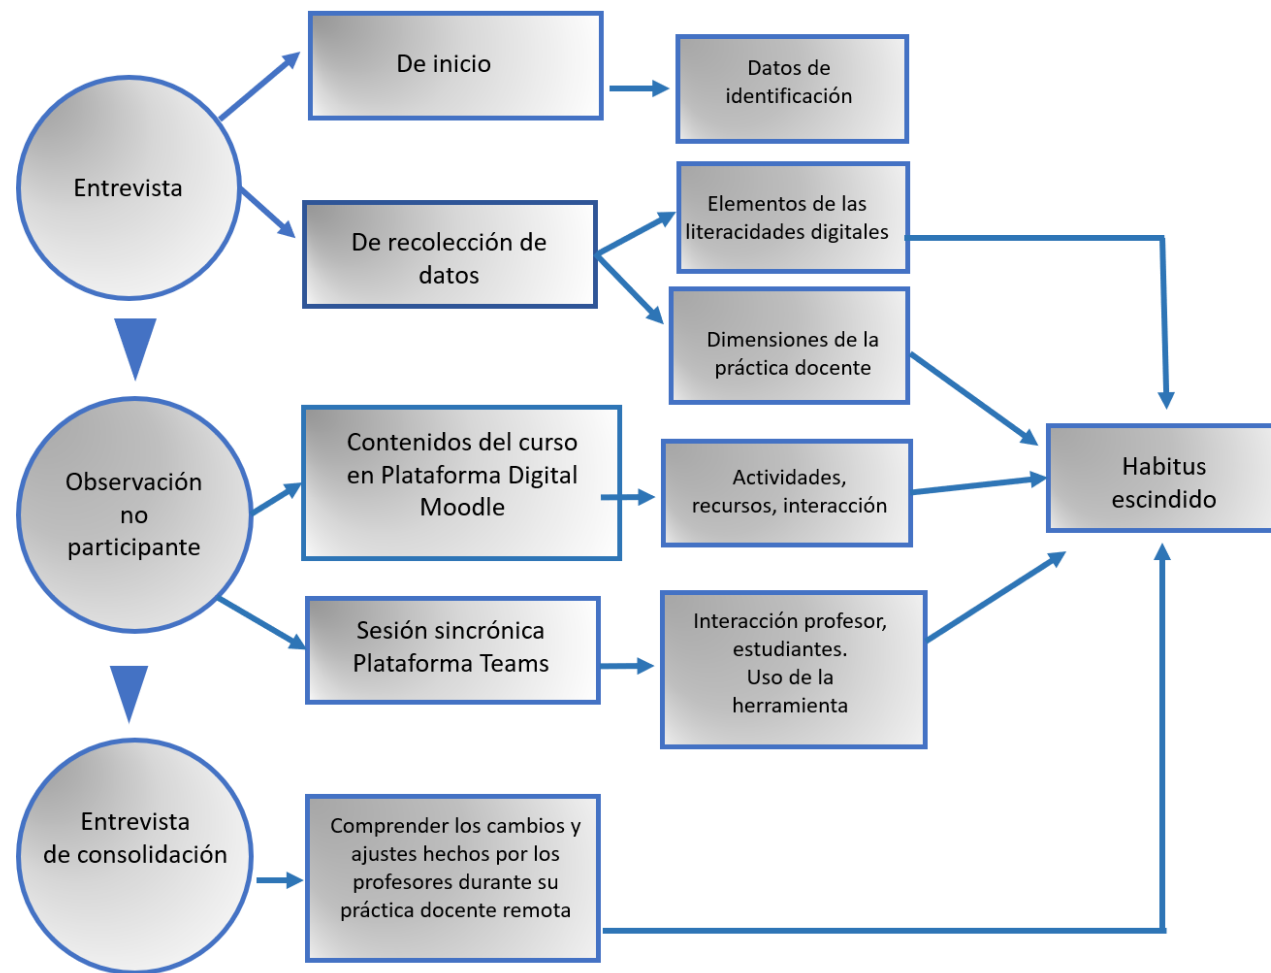 De inicio
Datos de
identificación
Entrevista
Elementos de las
literacidades digitales
De recolección de
datos
Dimensiones de la
práctica docente
Observación
no
participante
Contenidos del curso
en Plataforma Digital
Moodle
Actividades,
recursos, interacción
Habitus
escindido
Sesión sincrónica
Plataforma Teams
Interacción profesor,
estudiantes.
Uso de la
herramienta
Entrevista
de consolidación
Comprender los cambios y
ajustes hechos por los
profesores durante su
práctica docente remota